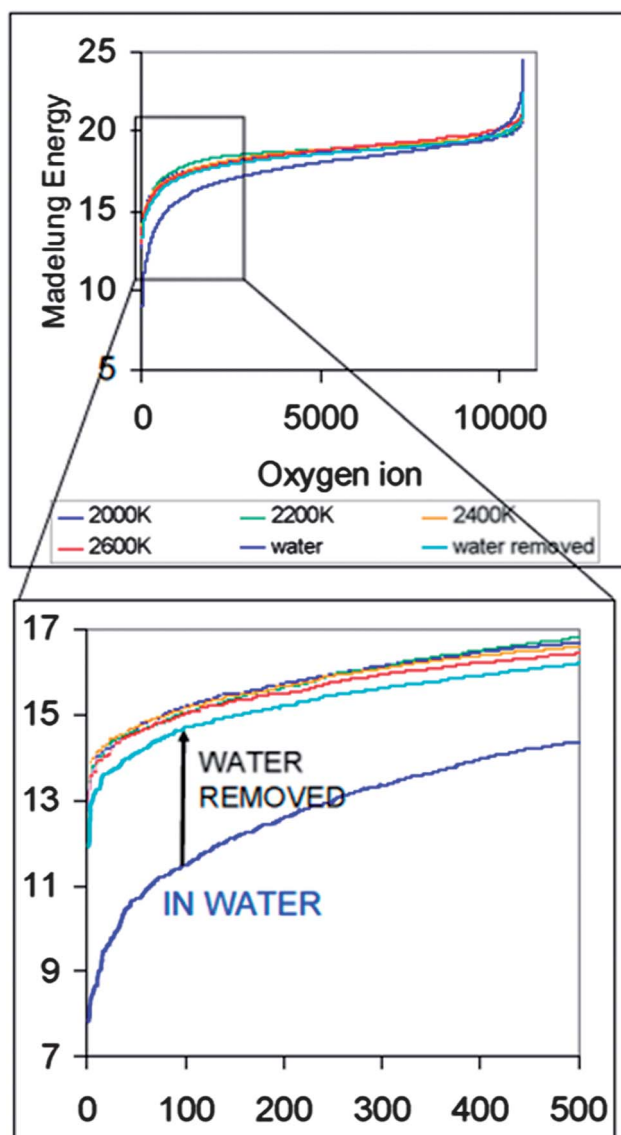 25
20
15
10
5
Madelung Energy
0 5000 10000
Oxygen ion
2000K 2200K 2400K
2600K water water removed
17
15
13
11
9
7
WATER
REMOVED
IN WATER
0 100 200 300 400 500